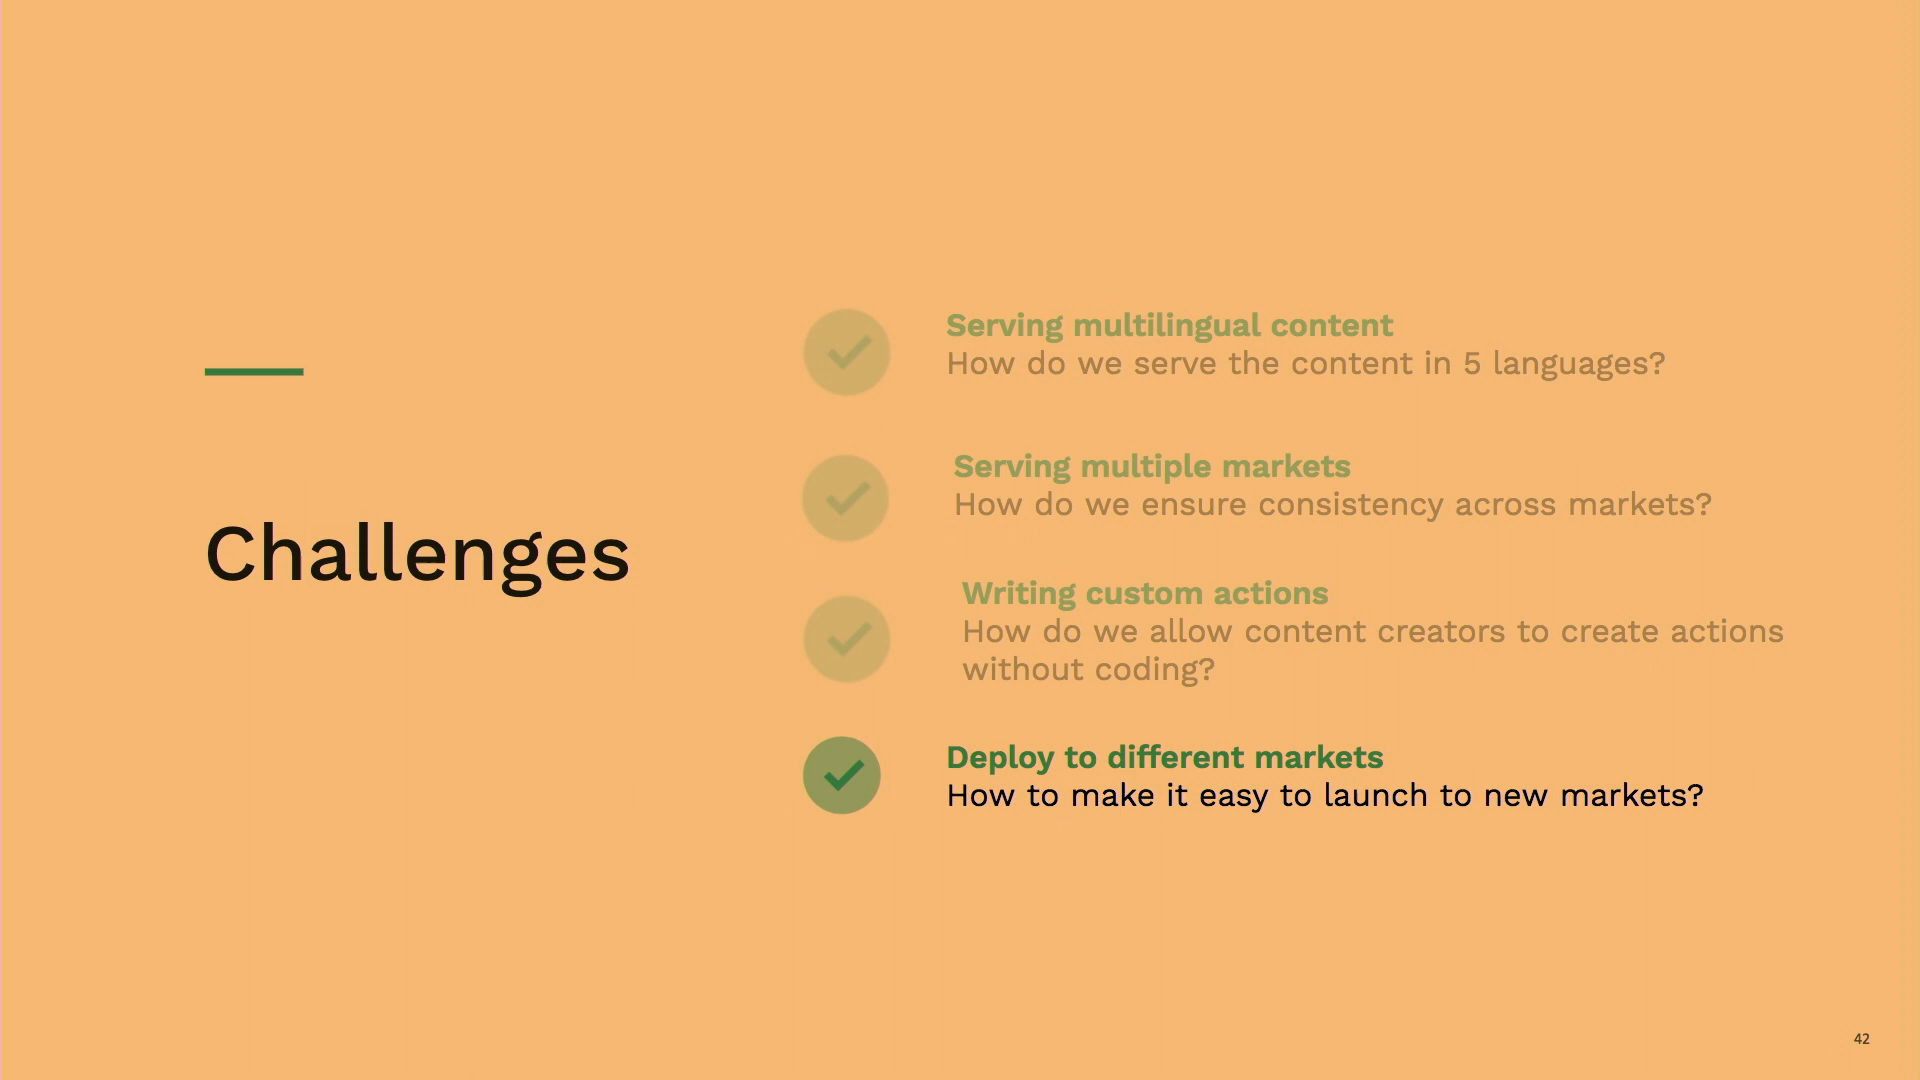 Challenges
Serving multilingual content
How do we serve the content in 5 languages?
Serving multiple markets
How do we ensure consistency across markets?
Writing custom actions
How do we allow content creators to create actions
without coding?
Deploy to different markets
How to make it easy to launch to new markets?
42